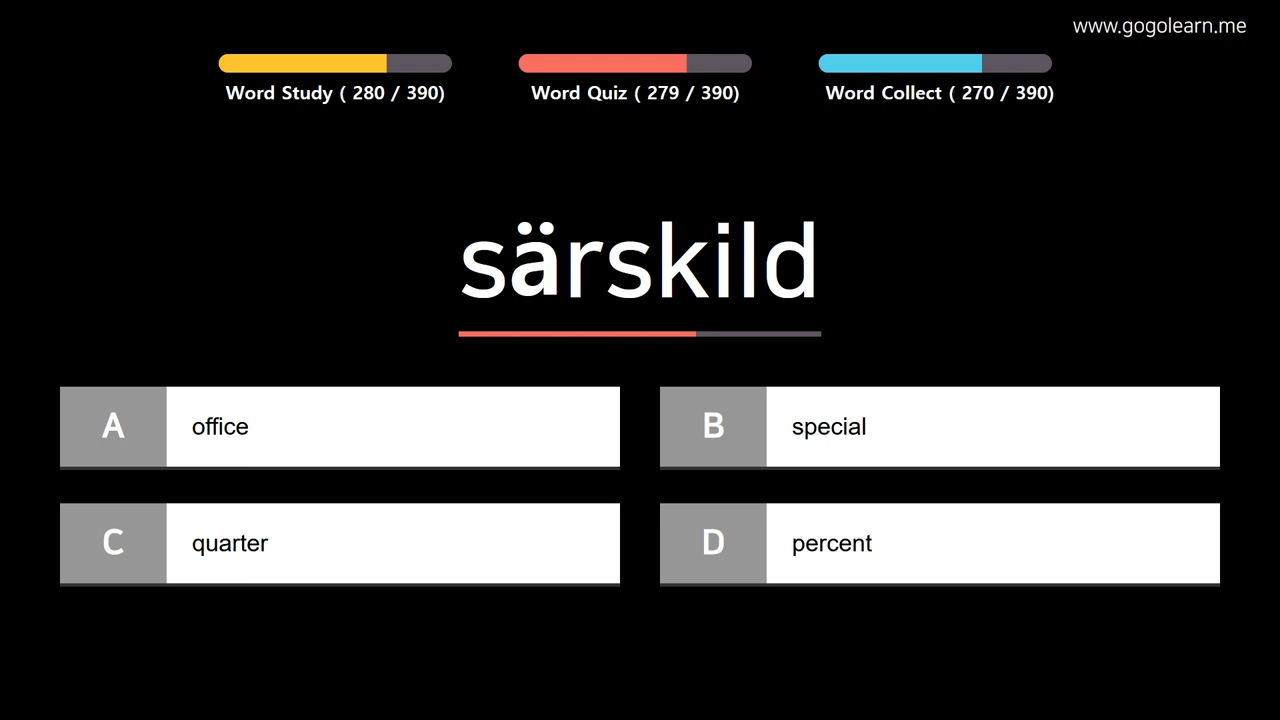 www.gogolearn.me
Word Study ( 280 / 390)
Word Quiz ( 279 / 390)
Word Collect ( 270 / 390)
särskild
A office
B special
C quarter
D percent